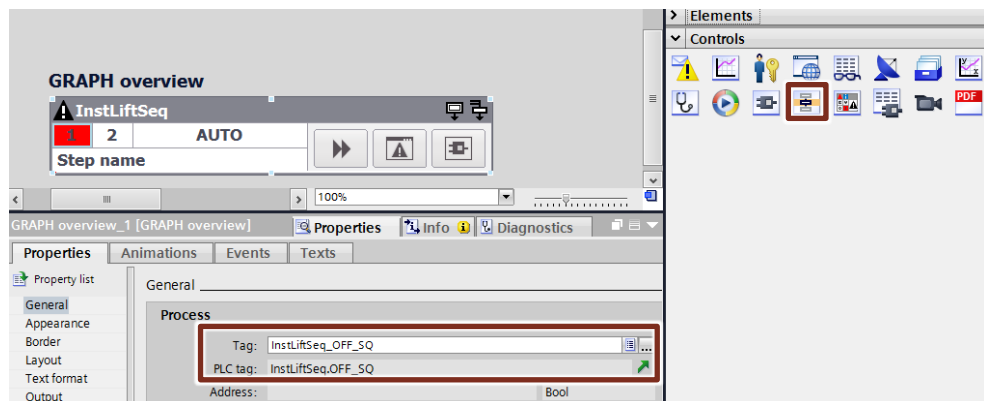 Elements
Controls
PDF
GRAPH overview
InstLiftSeq
1 2 AUTO
Step name
100%
GRAPH overview_1 [GRAPH overview]
Properties Info Diagnostics
Properties Animations Events Texts
Property list
General
Appearance
Border
Layout
Text format
Output
General
Process
Tag: InstLiftSeq_OFF_SQ
PLC tag: InstLiftSeq.OFF_SQ
Address: Bool